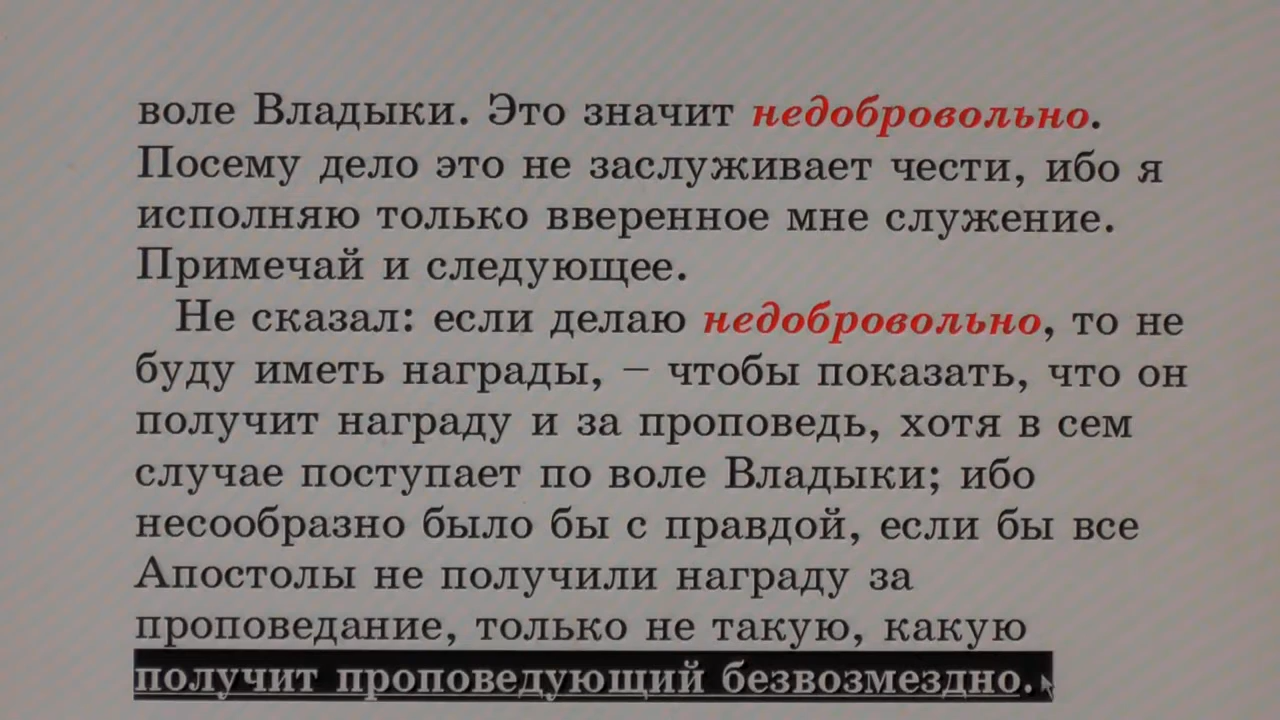 воле Владыки. Это значит недобровольно.
Посему дело это не заслуживает чести, ибо я
исполняю только вверенное мне служение.
Примечай и следующее.
Не сказал: если делаю недобровольно, то не
буду иметь награды, – чтобы показать, что он
получит награду и за проповедь, хотя в сем
случае поступает по воле Владыки; ибо
несообразно было бы с правдой, если бы все
Апостолы не получили награду за
проповедание, только не такую, какую
получит проповедующий безвозмездно.